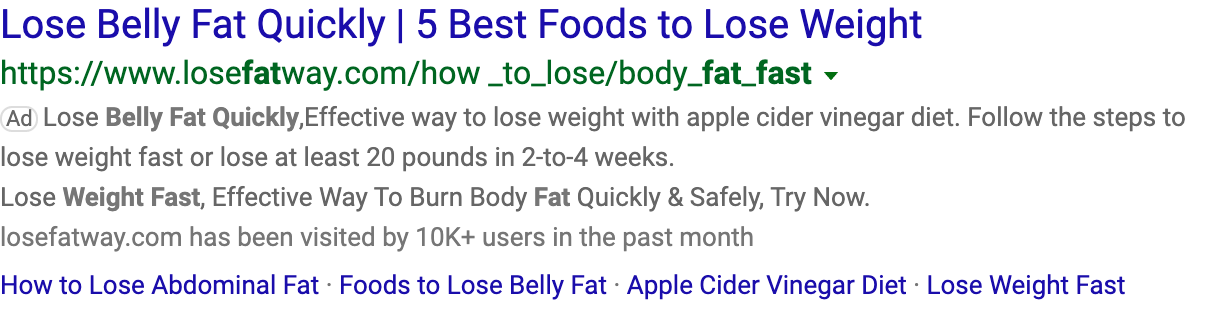 Lose Belly Fat Quickly | 5 Best Foods to Lose Weight
https://www.losefatway.com/how _to_lose/body_fat_fast
Ad Lose Belly Fat Quickly,Effective way to lose weight with apple cider vinegar diet. Follow the steps to
lose weight fast or lose at least 20 pounds in 2-to-4 weeks.
Lose Weight Fast, Effective Way To Burn Body Fat Quickly & Safely, Try Now.
losefatway.com has been visited by 10K+ users in the past month
How to Lose Abdominal Fat · Foods to Lose Belly Fat · Apple Cider Vinegar Diet · Lose Weight Fast